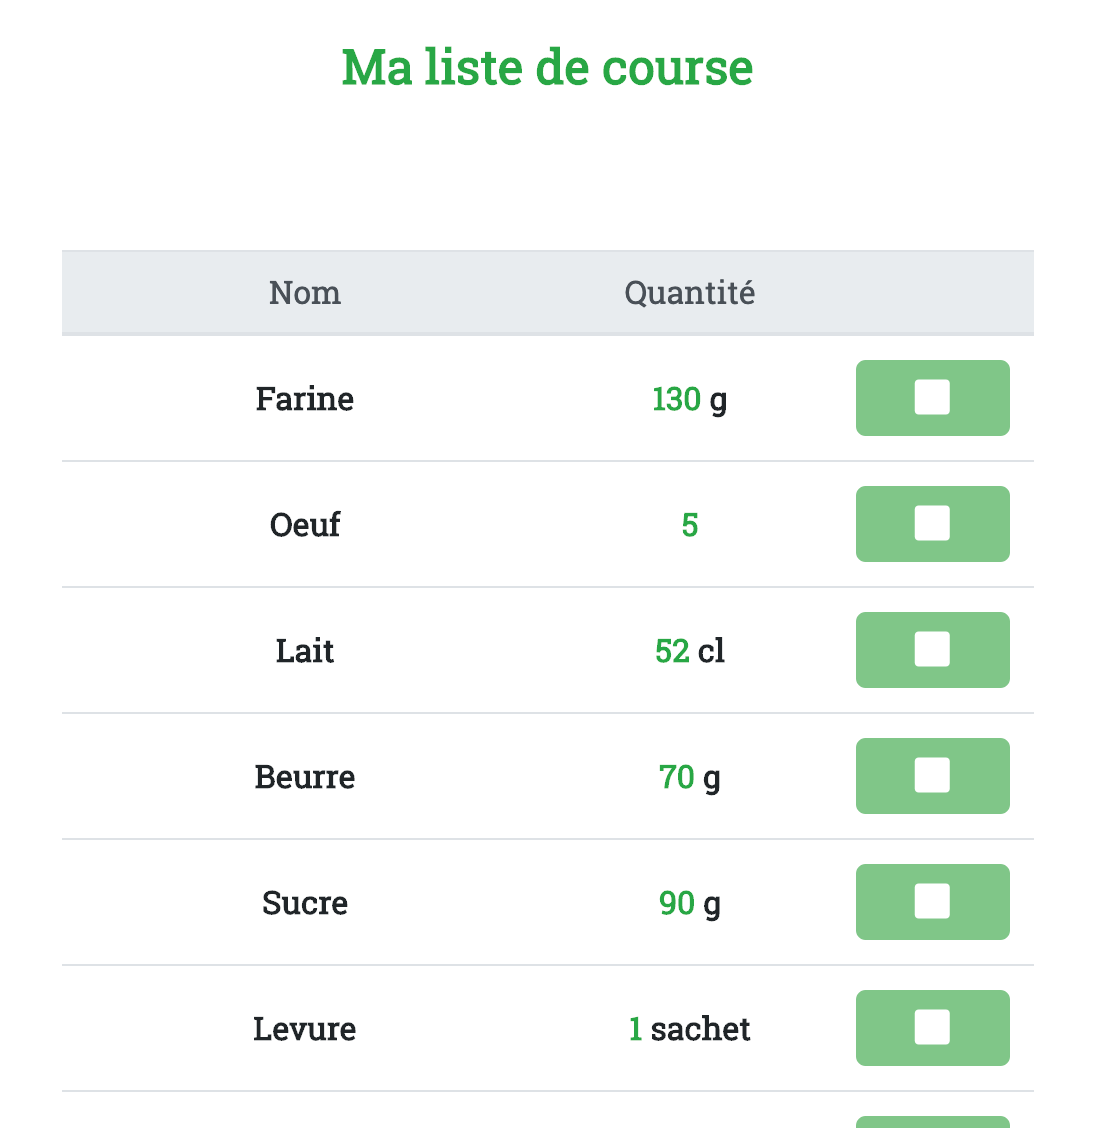 Ma liste de course
Nom Quantité
Farine 130 g
Oeuf 5
Lait 52 cl
Beurre 70 g
Sucre 90 g
Levure 1 sachet